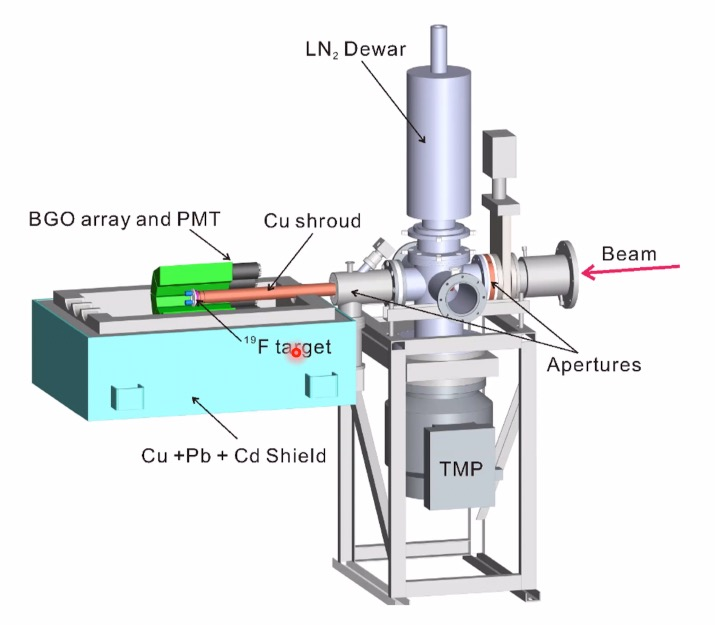 LN₂ Dewar
BGO array and PMT
Cu shroud
Beam
¹⁹F target
Apertures
Cu +Pb + Cd Shield
TMP